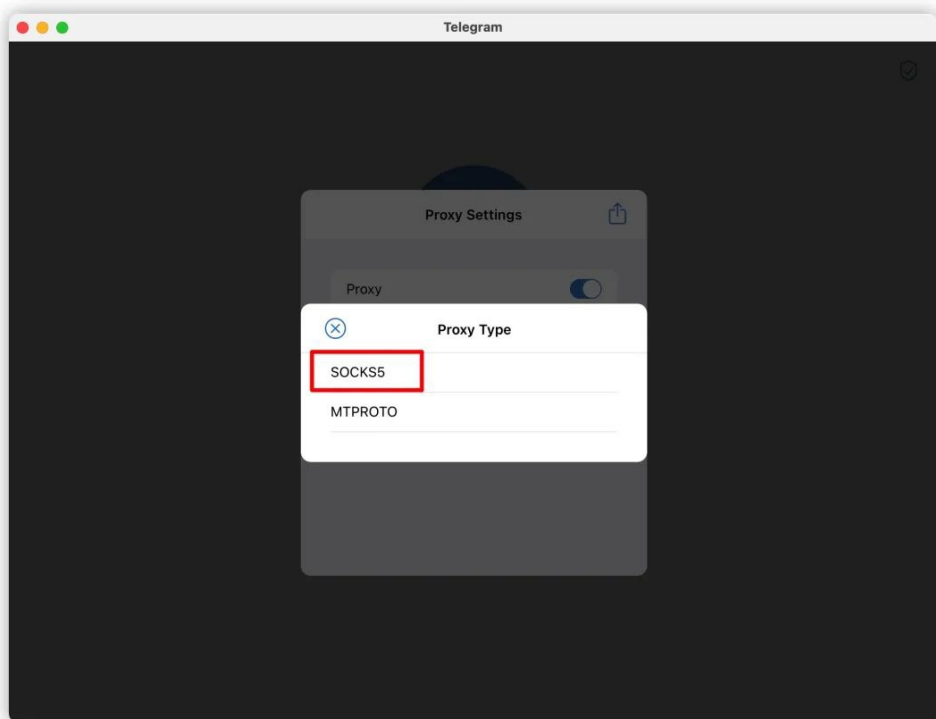 Telegram
Proxy Settings
Proxy
Proxy Type
SOCKS5
MTPROTO